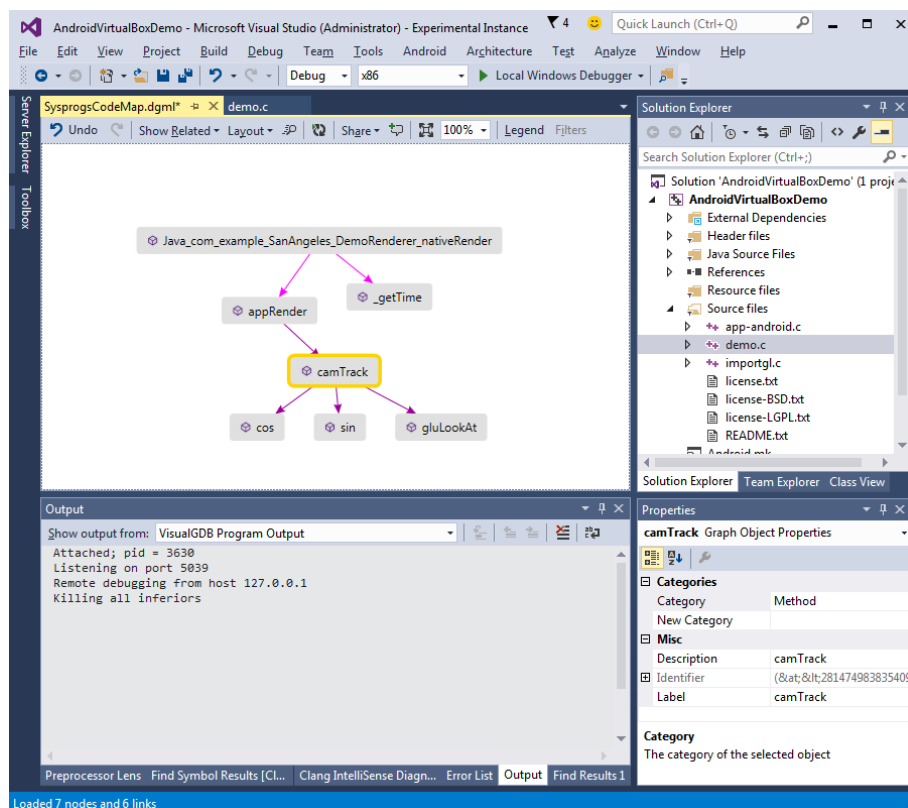 AndroidVirtualBoxDemo - Microsoft Visual Studio (Administrator) - Experimental Instance
4
Quick Launch (Ctrl+Q)
File Edit View Project Build Debug Team Tools Android Architecture Test Analyze Window Help
Debug x86 Local Windows Debugger
Server Explorer
Toolbox
SysprogsCodeMap.dgml* demo.c
Undo Show Related Layout Share 100% Legend Filters
Java_com_example_SanAngeles_DemoRenderer_nativeRender
_getTime
appRender
camTrack
cos sin gluLookAt
Solution Explorer
Search Solution Explorer (Ctrl+;)
Solution 'AndroidVirtualBoxDemo' (1 proje
AndroidVirtualBoxDemo
External Dependencies
Header files
Java Source Files
References
Resource files
Source files
app-android.c
demo.c
importgl.c
license.txt
license-BSD.txt
license-LGPL.txt
README.txt
Android.mk
Solution Explorer Team Explorer Class View
Output
Show output from: VisualGDB Program Output
Attached; pid = 3630
Listening on port 5039
Remote debugging from host 127.0.0.1
Killing all inferiors
Preprocessor Lens Find Symbol Results [Cl... Clang IntelliSense Diagn... Error List Output Find Results 1
Properties
camTrack Graph Object Properties
Categories
Category Method
New Category
Misc
Description camTrack
Identifier (&at;&lt;281474983835409
Label camTrack
Category
The category of the selected object
Loaded 7 nodes and 6 links